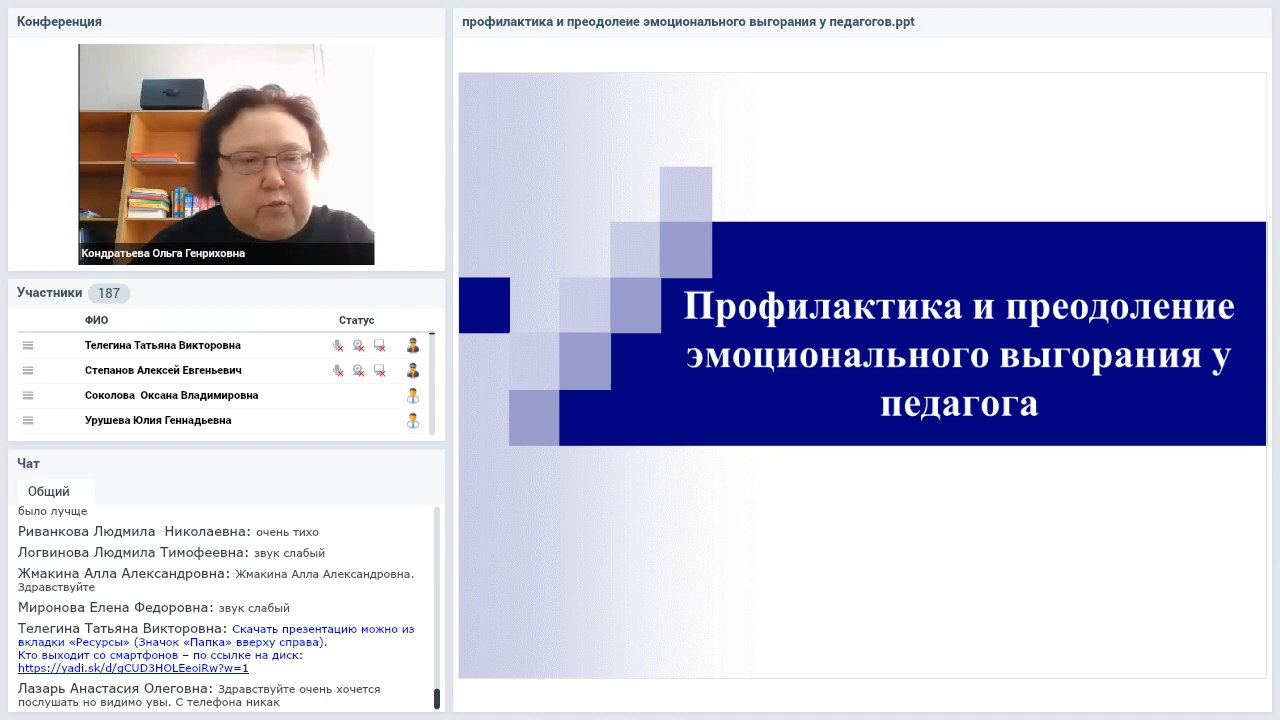 Конференция
Кондратьева Ольга Генриховна
Участники 187
ФИО Статус
Телегина Татьяна Викторовна
Степанов Алексей Евгеньевич
Соколова Оксана Владимировна
Урушева Юлия Геннадьевна
Чат
Общий
было лучще
Риванкова Людмила Николаевна: очень тихо
Логвинова Людмила Тимофеевна: звук слабый
Жмакина Алла Александровна: Жмакина Алла Александровна.
Здравствуйте
Миронова Елена Федоровна: звук слабый
Телегина Татьяна Викторовна: Скачать презентацию можно из
вкладки «Ресурсы» (Значок «Папка» вверху справа).
Кто выходит со смартфонов – по ссылке на диск:
https://yadi.sk/d/gCUD3HOLEeoiRw?w=1
Лазарь Анастасия Олеговна: Здравствуйте очень хочется
послушать но видимо увы. С телефона никак
профилактика и преодолеие эмоционального выгорания у педагогов.ppt
Профилактика и преодоление
эмоционального выгорания у
педагога